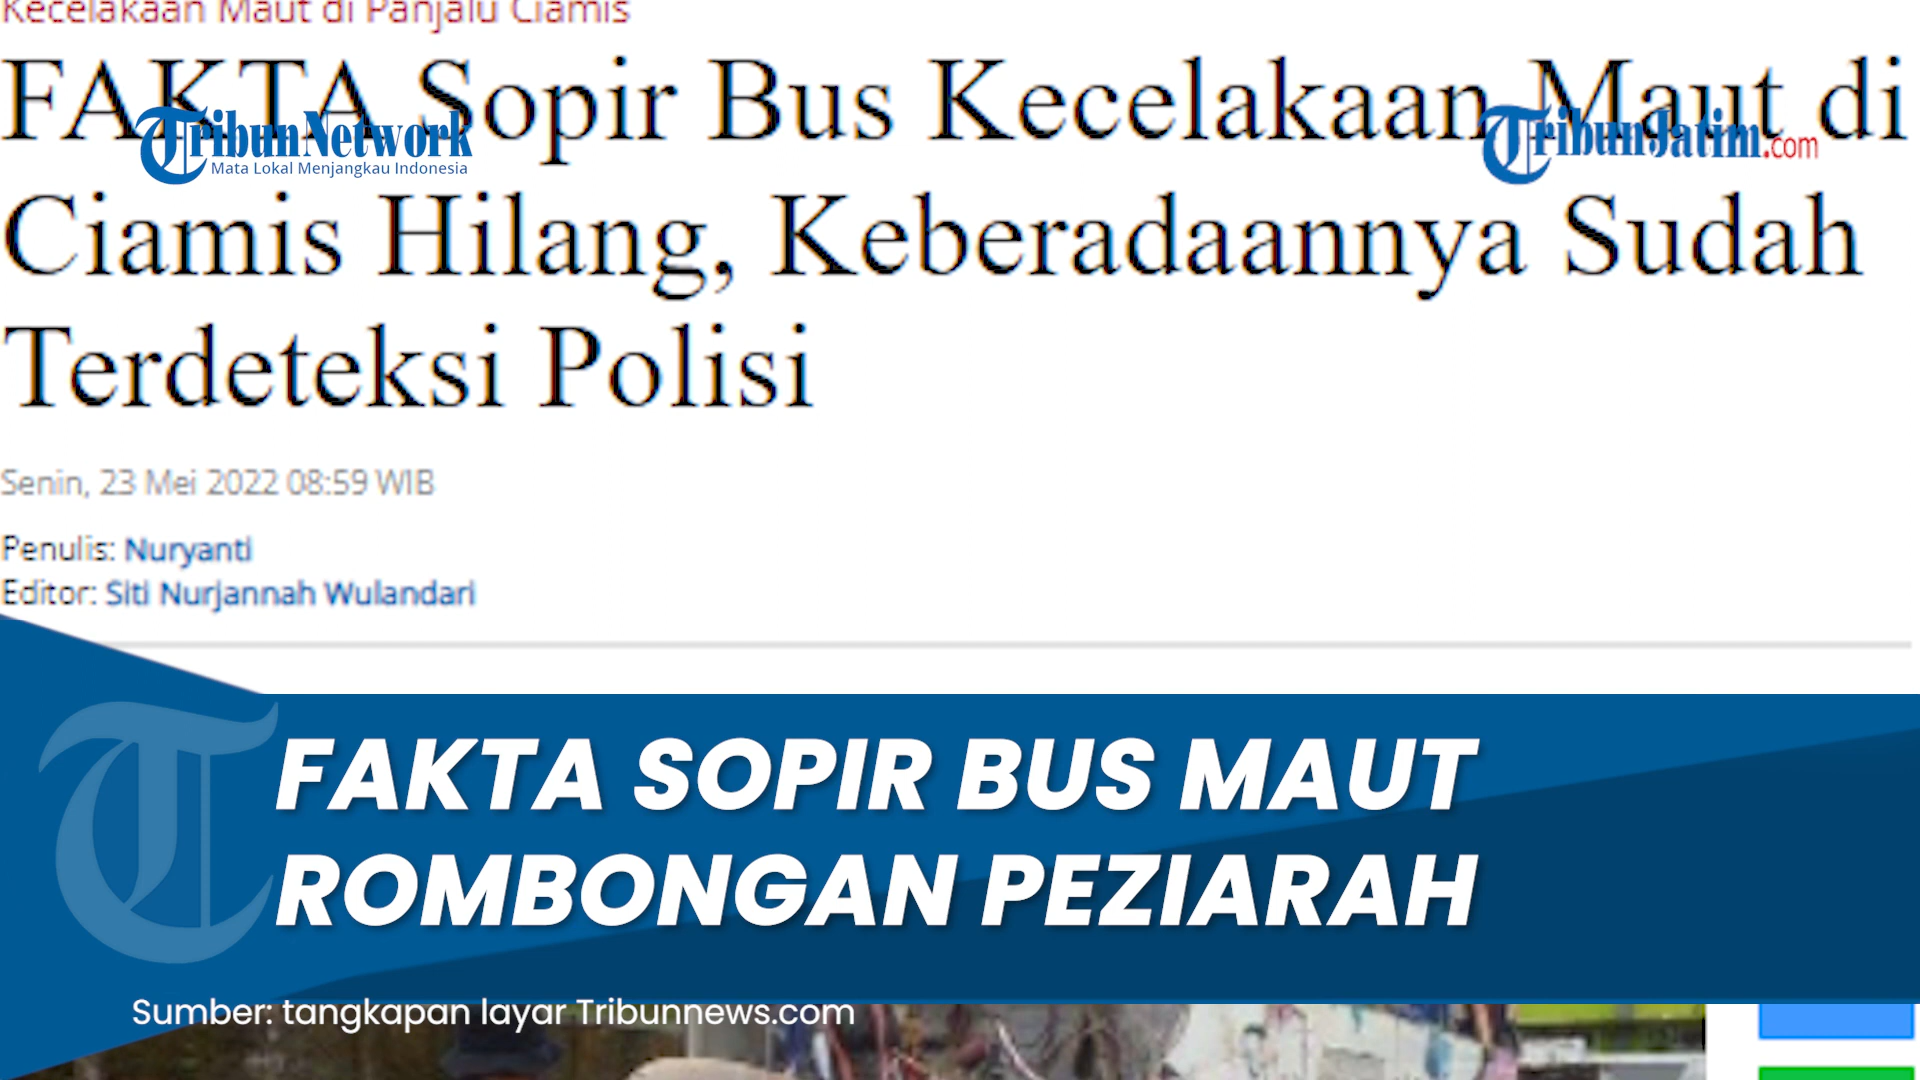 Kecelakaan Maut di Panjalu Ciamis
FAKTA Sopir Bus Kecelakaan Maut di
TribunNetwork
Mata Lokal Menjangkau Indonesia
TribunJatim.com
Ciamis Hilang, Keberadaannya Sudah
Terdeteksi Polisi
Senin, 23 Mei 2022 08:59 WIB
Penulis: Nuryanti
Editor: Siti Nurjannah Wulandari
FAKTA SOPIR BUS MAUT
ROMBONGAN PEZIARAH
Sumber: tangkapan layar Tribunnews.com